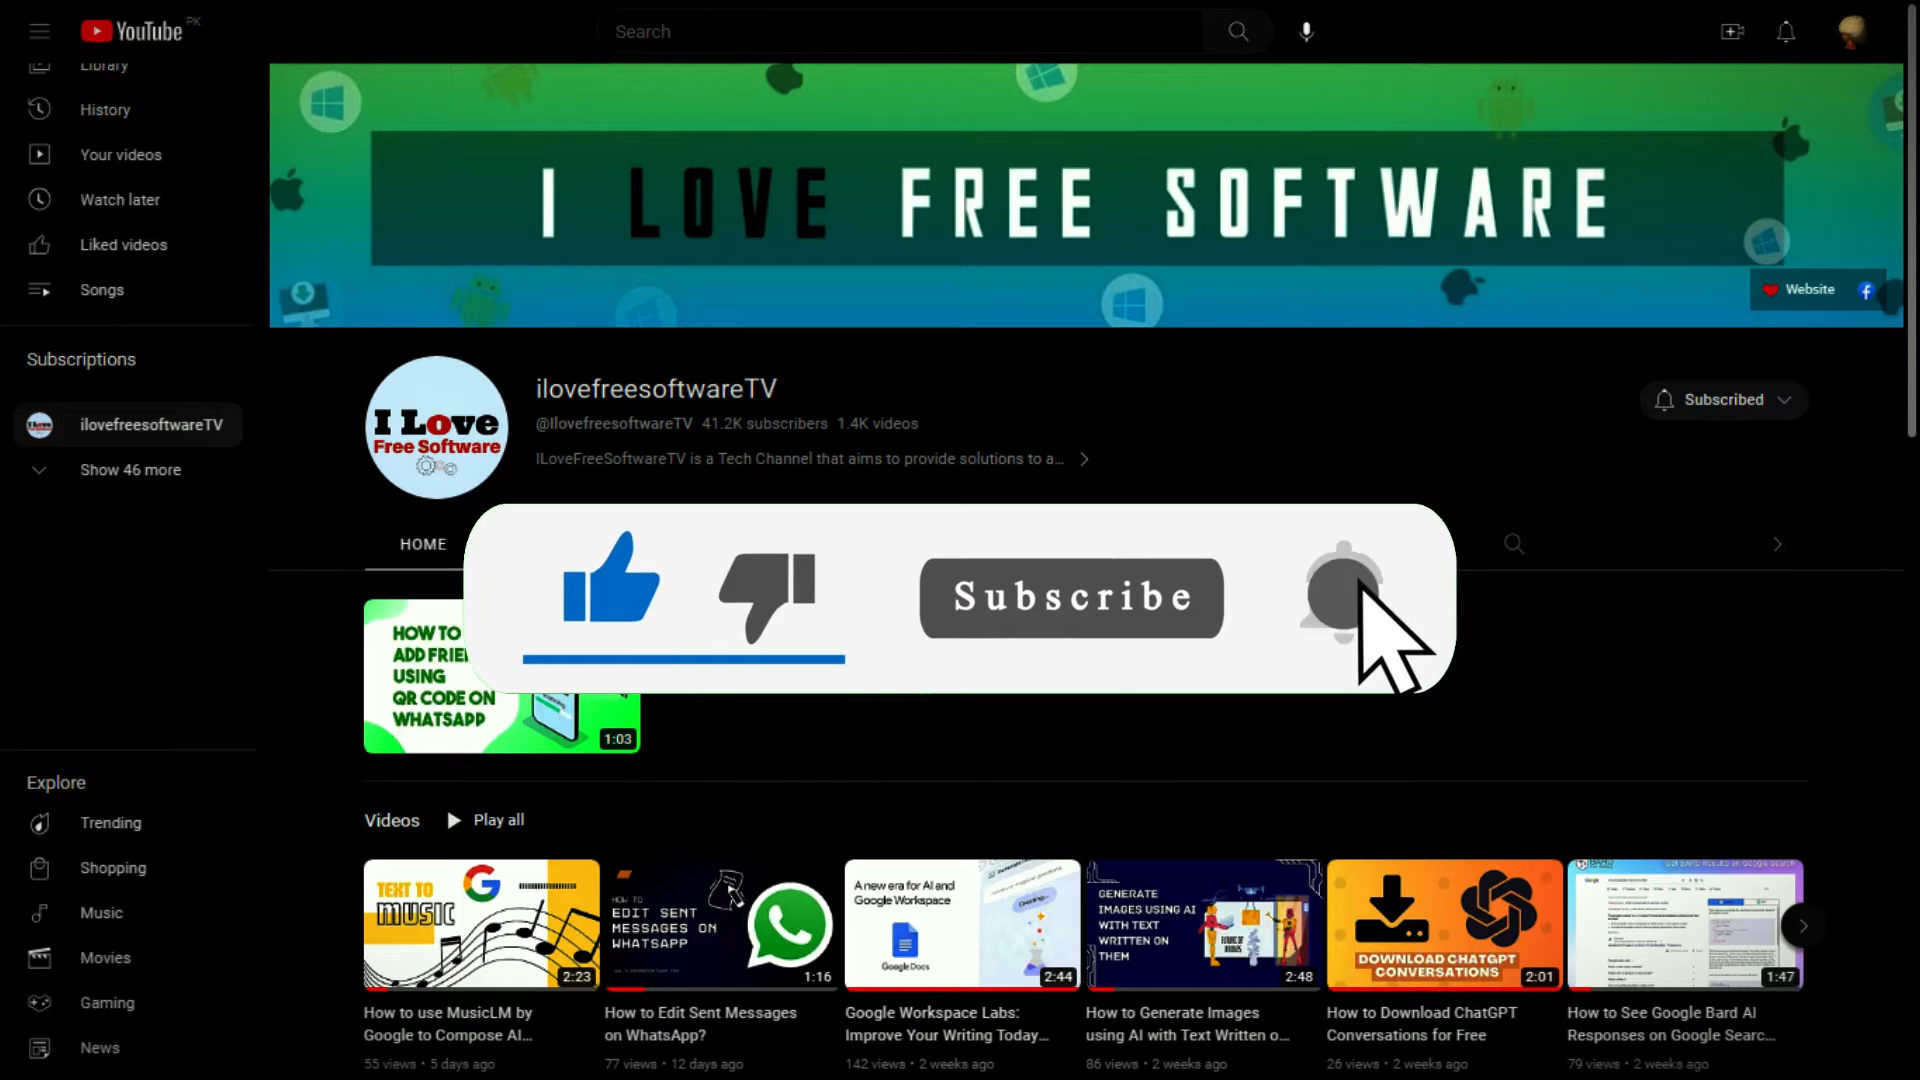 YouTube PK
Search
Library
History
Your videos
Watch later
Liked videos
Songs
Subscriptions
ilovefreesoftwareTV
Show 46 more
Explore
Trending
Shopping
Music
Movies
Gaming
News
I LOVE FREE SOFTWARE
Website
I Love
Free Software
ilovefreesoftwareTV
@IlovefreesoftwareTV 41.2K subscribers 1.4K videos
ILoveFreeSoftwareTV is a Tech Channel that aims to provide solutions to a...
Subscribed
HOME
Subscribe
HOW TO
ADD FRIE
USING
QR CODE ON
WHATSAPP
1:03
Videos
Play all
TEXT TO
MUSIC
2:23
How to use MusicLM by
Google to Compose AI...
55 views • 5 days ago
HOW TO
EDIT SENT
MESSAGES ON
WHATSAPP
1:16
How to Edit Sent Messages
on WhatsApp?
77 views • 12 days ago
A new era for AI and
Google Workspace
Google Docs
2:44
Google Workspace Labs:
Improve Your Writing Today...
142 views • 2 weeks ago
GENERATE
IMAGES USING AI
WITH TEXT
WRITTEN ON
THEM
2:48
How to Generate Images
using AI with Text Written o...
86 views • 2 weeks ago
DOWNLOAD CHATGPT
CONVERSATIONS
2:01
How to Download ChatGPT
Conversations for Free
26 views • 2 weeks ago
1:47
How to See Google Bard AI
Responses on Google Searc...
79 views • 2 weeks ago